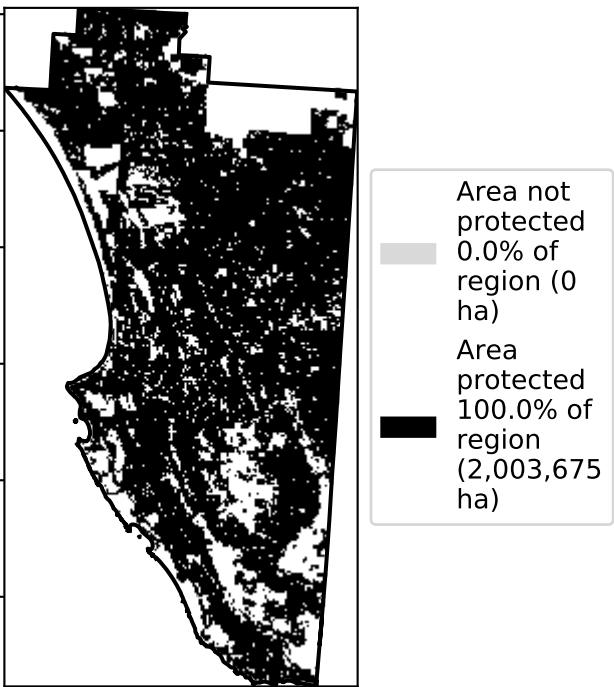 Area not
protected
0.0% of
region (0
ha)
Area
protected
100.0% of
region
(2,003,675
ha)